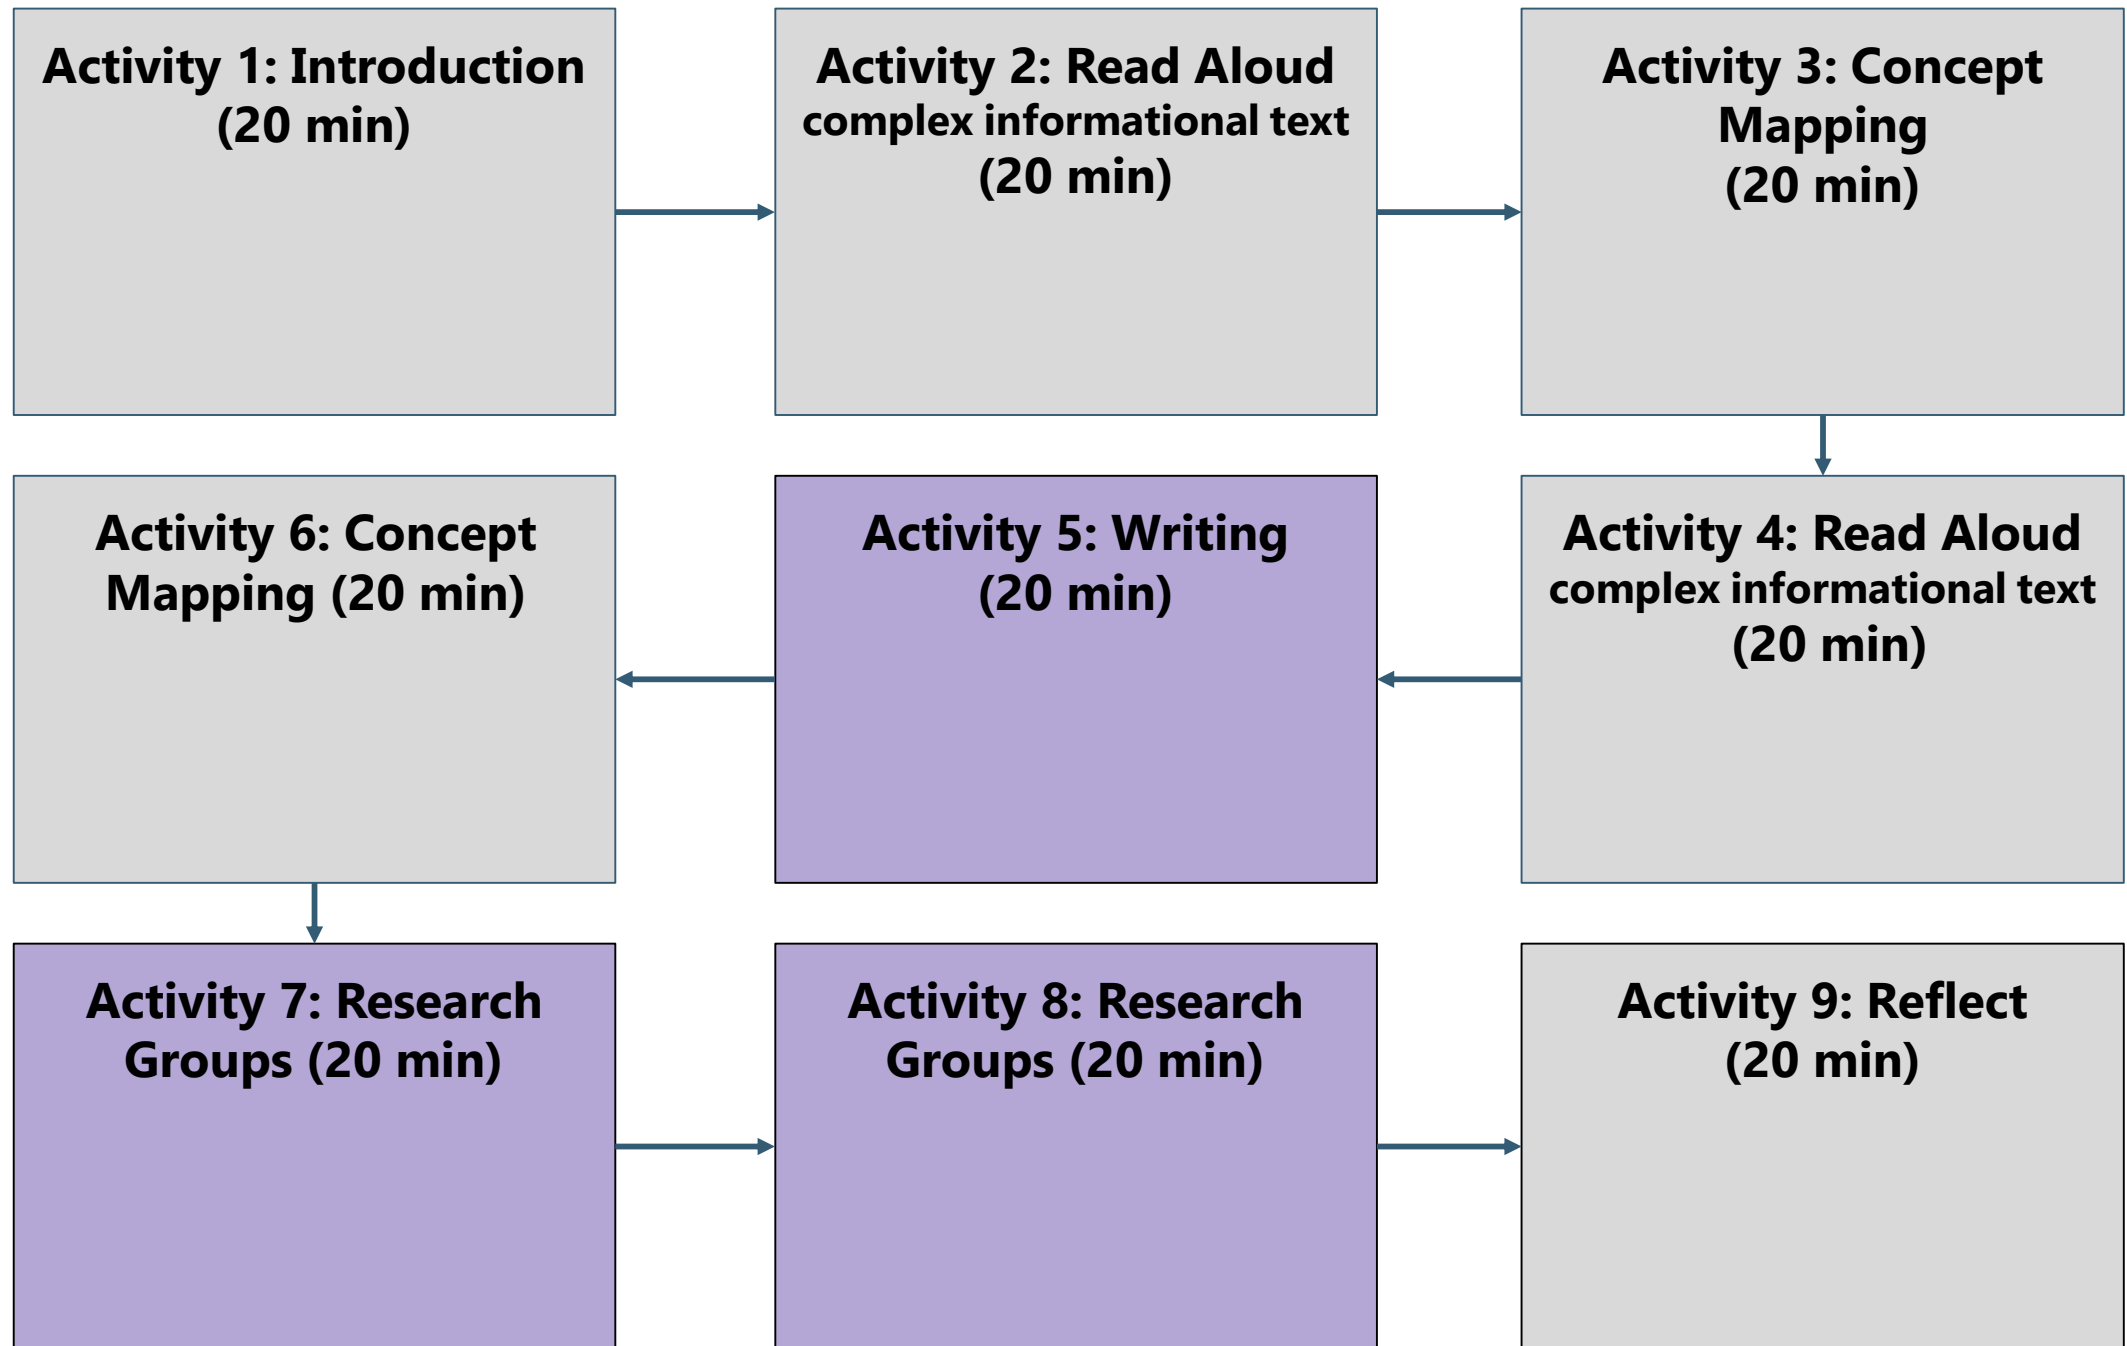 Activity 1: Introduction
(20 min)
Activity 2: Read Aloud
complex informational text
(20 min)
Activity 3: Concept
Mapping
(20 min)
Activity 4: Read Aloud
complex informational text
(20 min)
Activity 5: Writing
(20 min)
Activity 6: Concept
Mapping (20 min)
Activity 7: Research
Groups (20 min)
Activity 8: Research
Groups (20 min)
Activity 9: Reflect
(20 min)